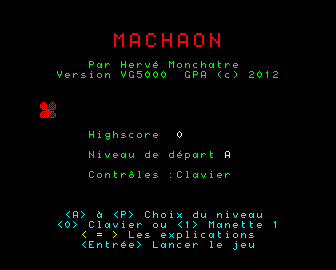 MACHAON
Par Hervé Monchatre
Version VG5000 GPA (c) 2012
Highscore 0
Niveau de départ A
Contrôles :Clavier
<A> à <P> Choix du niveau
<0> Clavier ou <1> Manette 1
< = > Les explications
<Entrée> Lancer le jeu